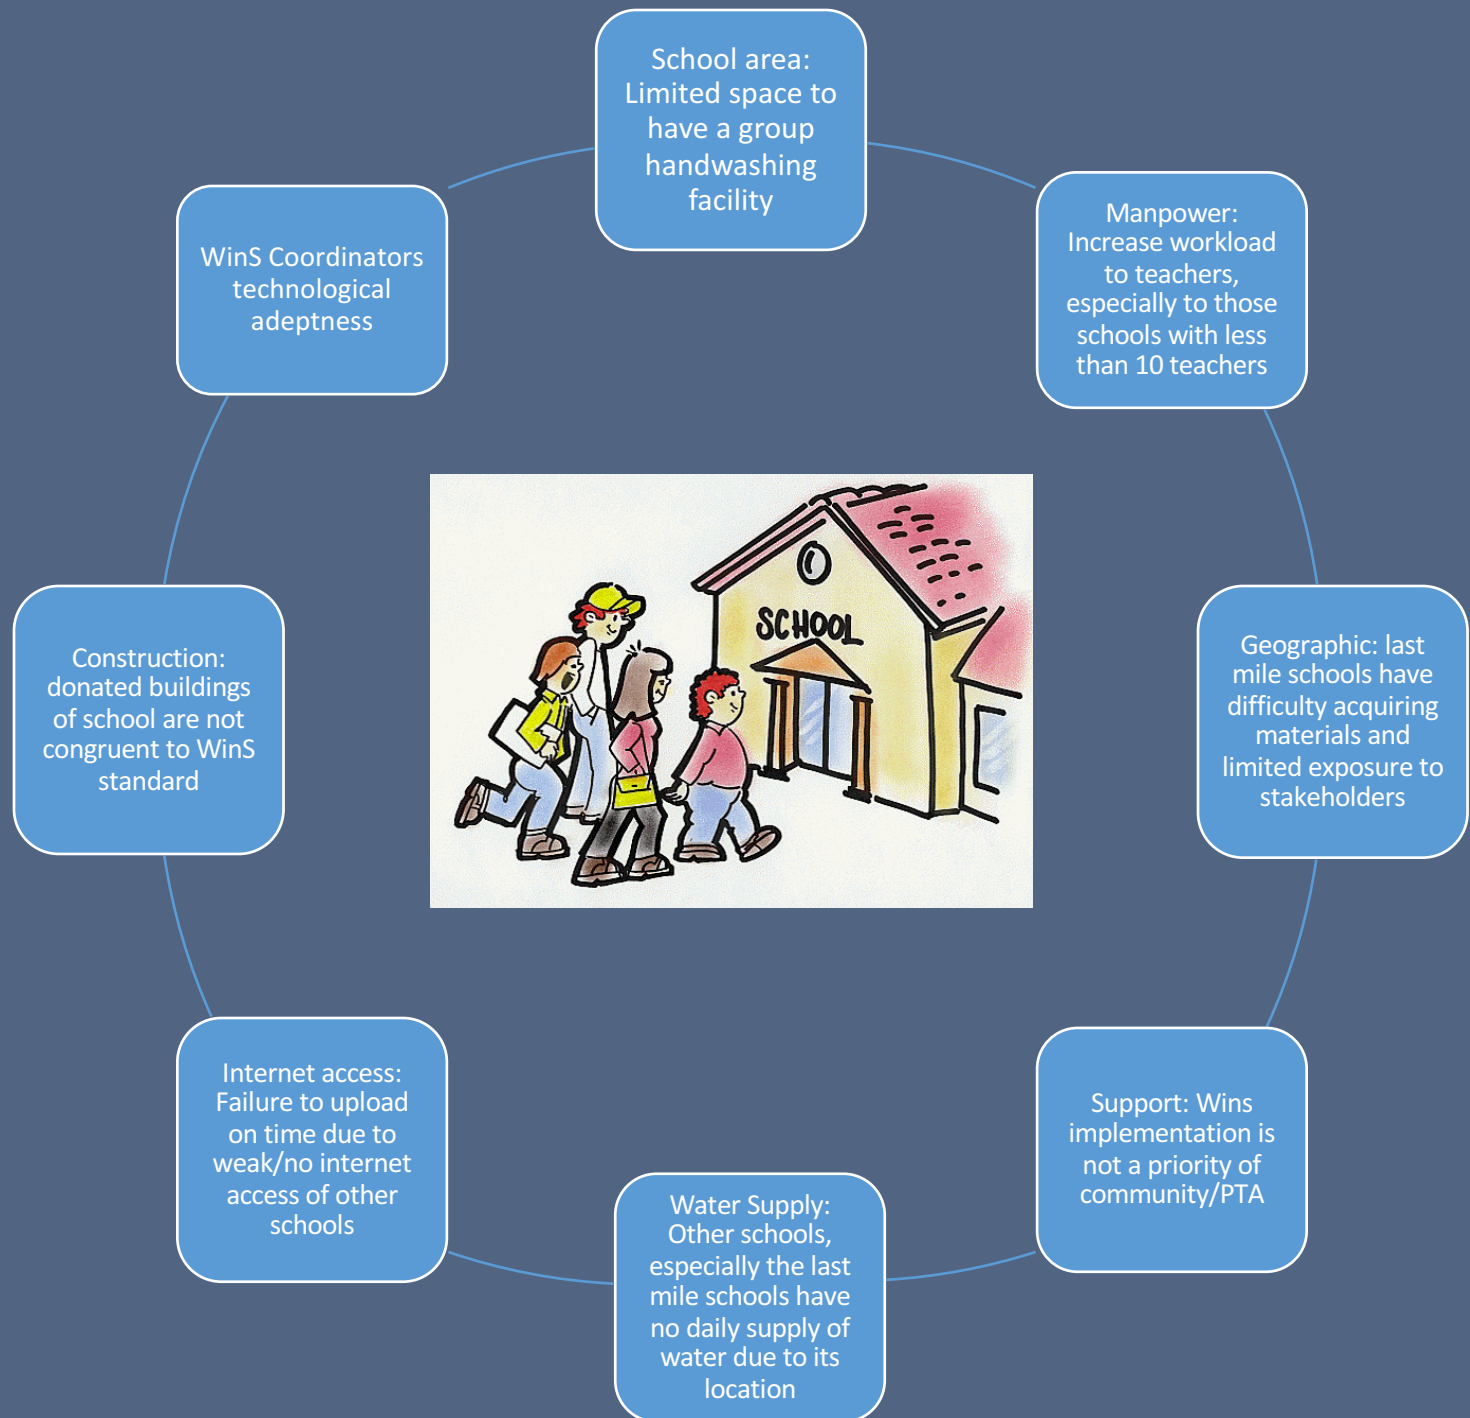 School area:
Limited space to
have a group
handwashing
facility
Manpower:
Increase workload
to teachers,
especially to those
schools with less
than 10 teachers
Geographic: last
mile schools have
difficulty acquiring
materials and
limited exposure to
stakeholders
Support: Wins
implementation is
not a priority of
community/PTA
Water Supply:
Other schools,
especially the last
mile schools have
no daily supply of
water due to its
location
Internet access:
Failure to upload
on time due to
weak/no internet
access of other
schools
Construction:
donated buildings
of school are not
congruent to WinS
standard
WinS Coordinators
technological
adeptness
SCHOOL